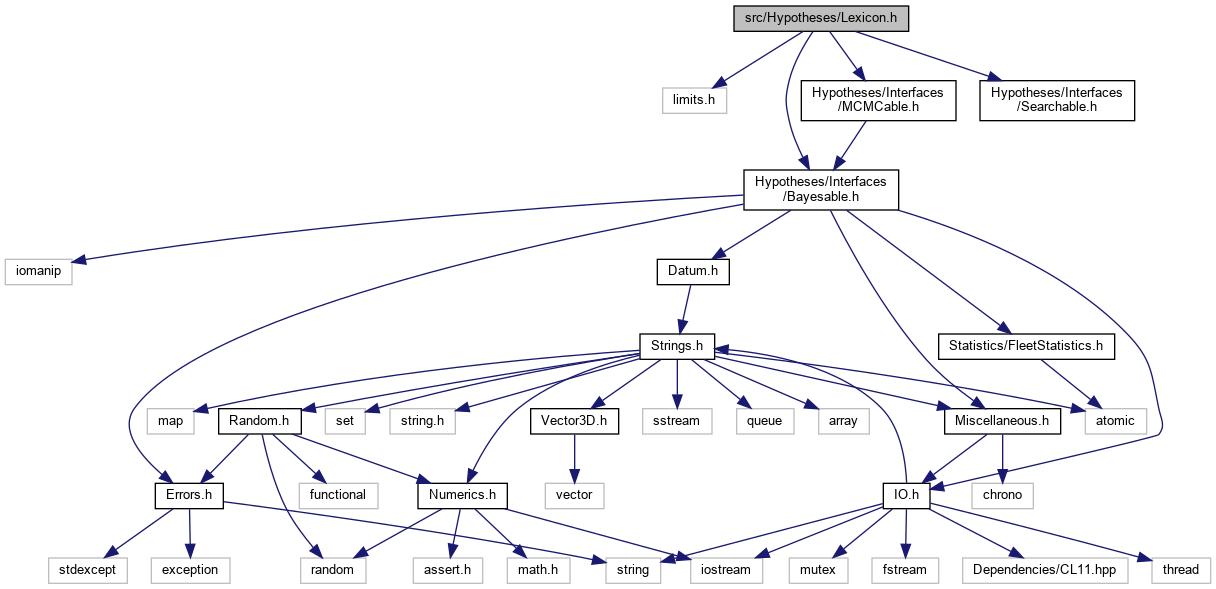 src/Hypotheses/Lexicon.h
limits.h
Hypotheses/Interfaces
/MCMCable.h
Hypotheses/Interfaces
/Searchable.h
Hypotheses/Interfaces
/Bayesable.h
iomanip
Datum.h
Strings.h
Statistics/FleetStatistics.h
map
Random.h
set
string.h
Vector3D.h
sstream
queue
array
Miscellaneous.h
atomic
Errors.h
functional
Numerics.h
vector
IO.h
chrono
stdexcept
exception
random
assert.h
math.h
string
iostream
mutex
fstream
Dependencies/CL11.hpp
thread